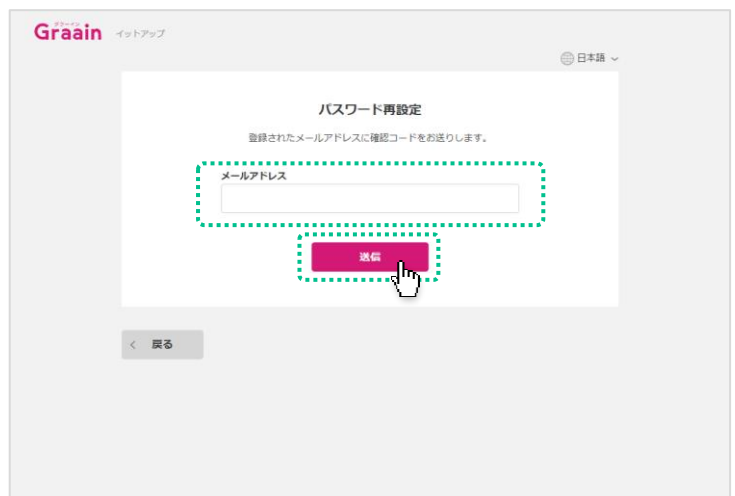 グラーイン
Graain イットアップ
日本語
パスワード再設定
登録されたメールアドレスに確認コードをお送りします。
メールアドレス
送信
戻る